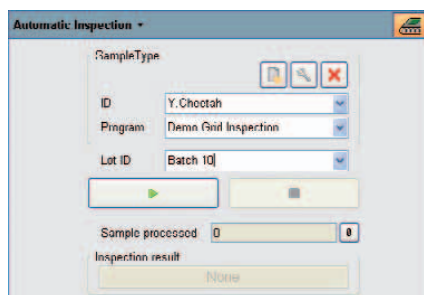 Automatic Inspection
SampleType
ID Y.Cheetah
Program Demo Grid Inspection
Lot ID Batch 10
Sample processed 0 0
Inspection result
None